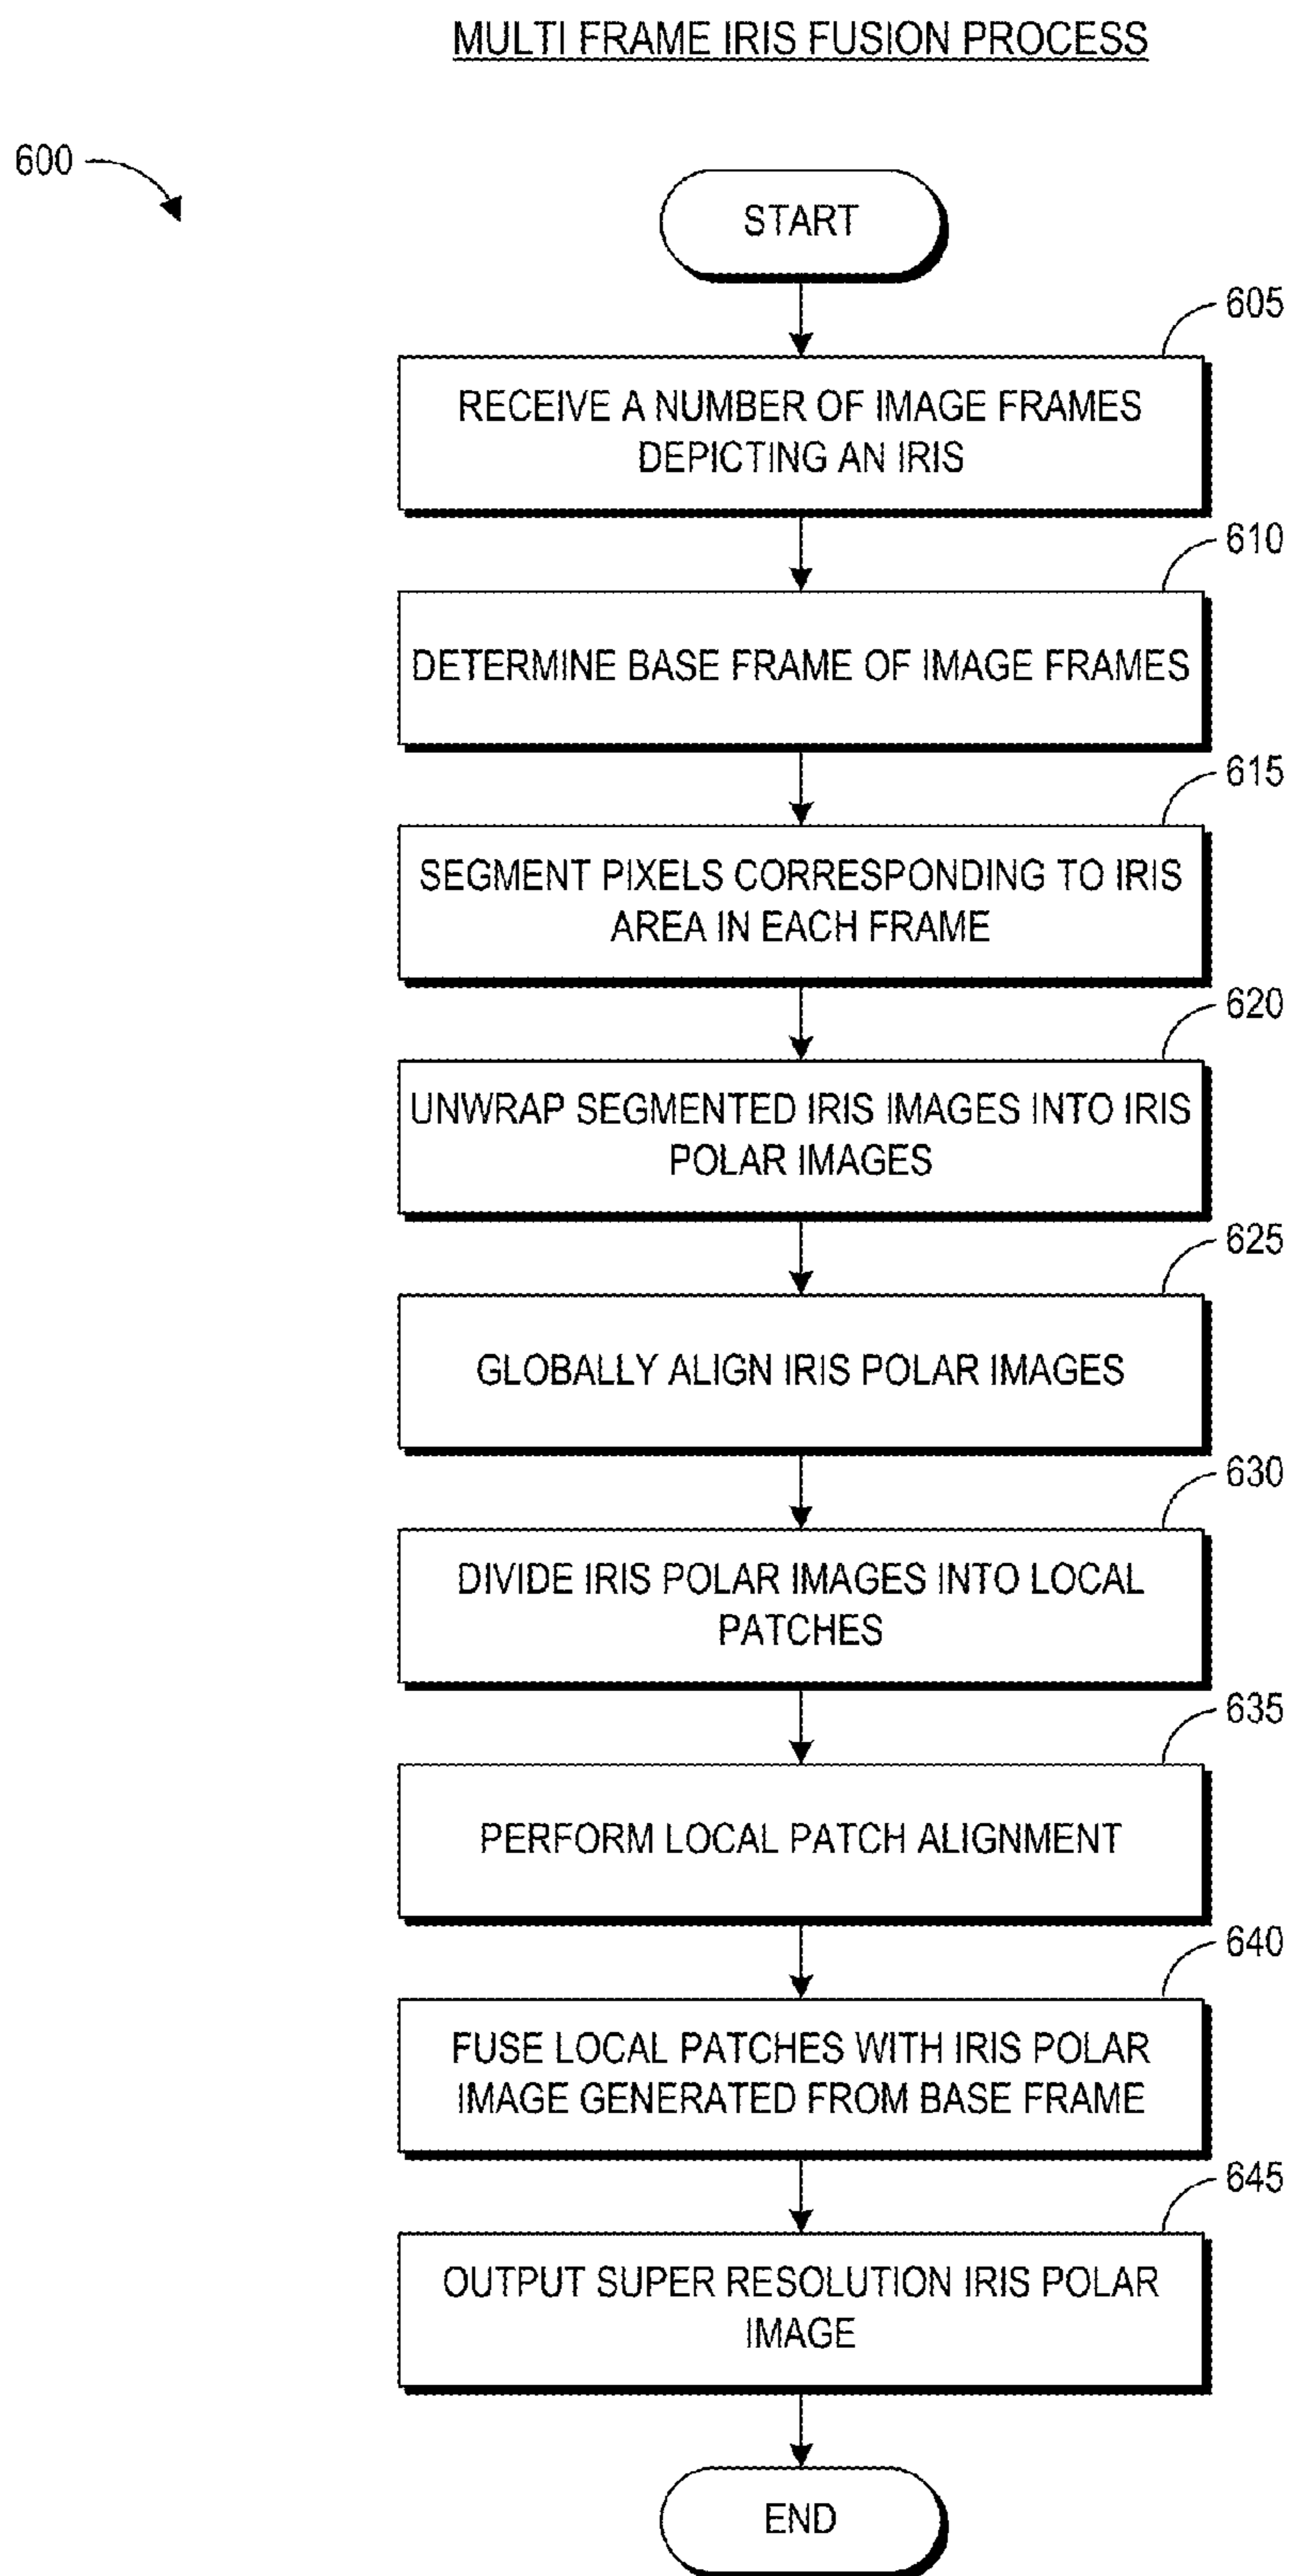 MULTI FRAME IRIS FUSION PROCESS
600
START
605
RECEIVE A NUMBER OF IMAGE FRAMES
DEPICTING AN IRIS
610
DETERMINE BASE FRAME OF IMAGE FRAMES
615
SEGMENT PIXELS CORRESPONDING TO IRIS
AREA IN EACH FRAME
620
UNWRAP SEGMENTED IRIS IMAGES INTO IRIS
POLAR IMAGES
625
GLOBALLY ALIGN IRIS POLAR IMAGES
630
DIVIDE IRIS POLAR IMAGES INTO LOCAL
PATCHES
635
PERFORM LOCAL PATCH ALIGNMENT
640
FUSE LOCAL PATCHES WITH IRIS POLAR
IMAGE GENERATED FROM BASE FRAME
645
OUTPUT SUPER RESOLUTION IRIS POLAR
IMAGE
END